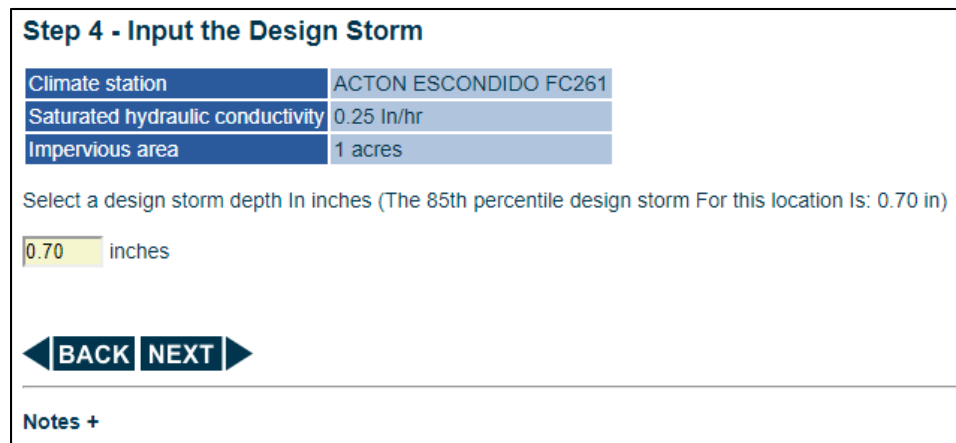 Step 4 - Input the Design Storm
Climate station ACTON ESCONDIDO FC261
Saturated hydraulic conductivity 0.25 In/hr
Impervious area 1 acres
Select a design storm depth In inches (The 85th percentile design storm For this location Is: 0.70 in)
0.70 inches
BACK NEXT
Notes +